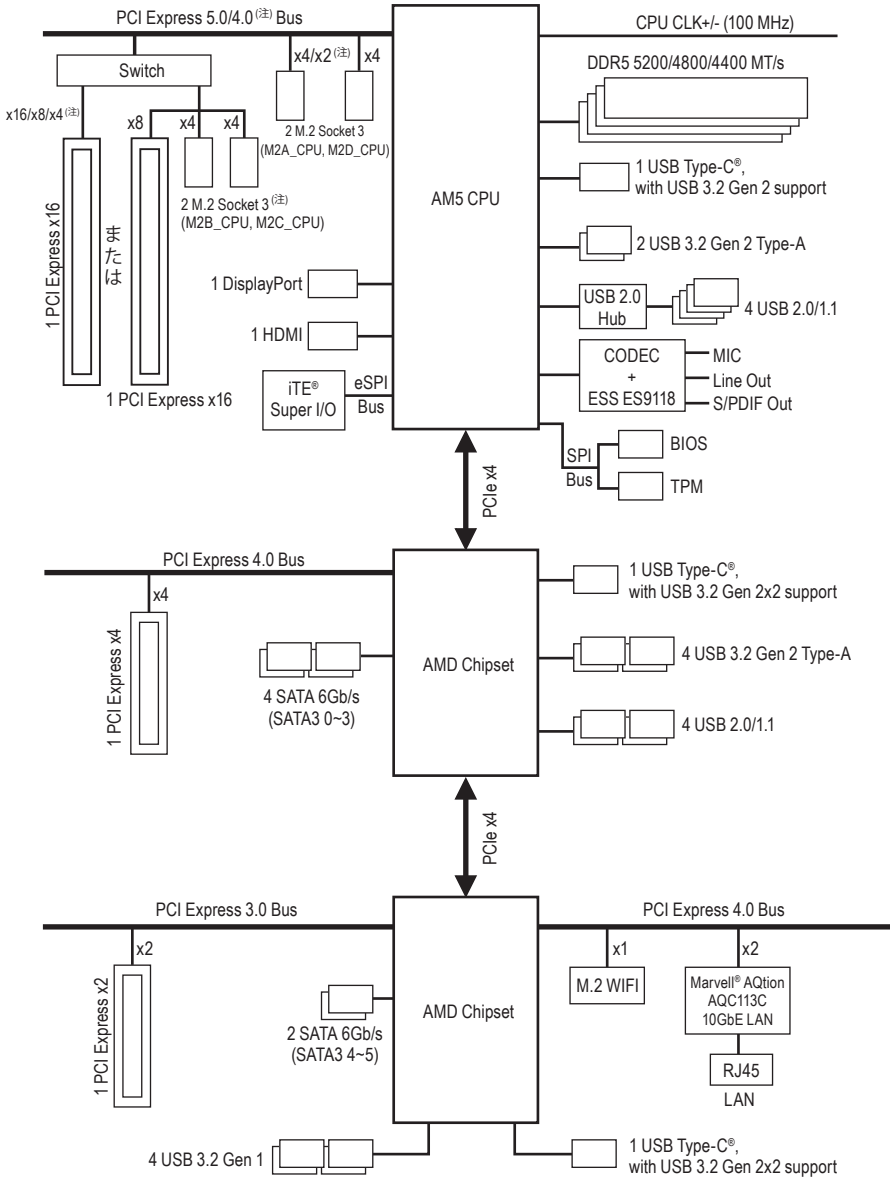 PCI Express 5.0/4.0 (注) Bus
CPU CLK+/- (100 MHz)
x4/x2 (注)
x4
DDR5 5200/4800/4400 MT/s
Switch
x16/x8/x4 (注)
x8
x4
x4
2 M.2 Socket 3
(M2A_CPU, M2D_CPU)
1 USB Type-C®,
with USB 3.2 Gen 2 support
2 M.2 Socket 3 (注)
(M2B_CPU, M2C_CPU)
AM5 CPU
1 PCI Express x16
または
2 USB 3.2 Gen 2 Type-A
1 DisplayPort
USB 2.0
Hub
4 USB 2.0/1.1
1 HDMI
CODEC
+
ESS ES9118
MIC
Line Out
S/PDIF Out
1 PCI Express x16
iTE®
Super I/O
eSPI
Bus
SPI
Bus
BIOS
TPM
PCIe x4
PCI Express 4.0 Bus
x4
1 PCI Express x4
1 USB Type-C®,
with USB 3.2 Gen 2x2 support
AMD Chipset
4 USB 3.2 Gen 2 Type-A
4 SATA 6Gb/s
(SATA3 0~3)
4 USB 2.0/1.1
PCIe x4
PCI Express 3.0 Bus
PCI Express 4.0 Bus
x2
x1
x2
1 PCI Express x2
AMD Chipset
M.2 WIFI
Marvell® AQtion
AQC113C
10GbE LAN
2 SATA 6Gb/s
(SATA3 4~5)
RJ45
LAN
4 USB 3.2 Gen 1
1 USB Type-C®,
with USB 3.2 Gen 2x2 support